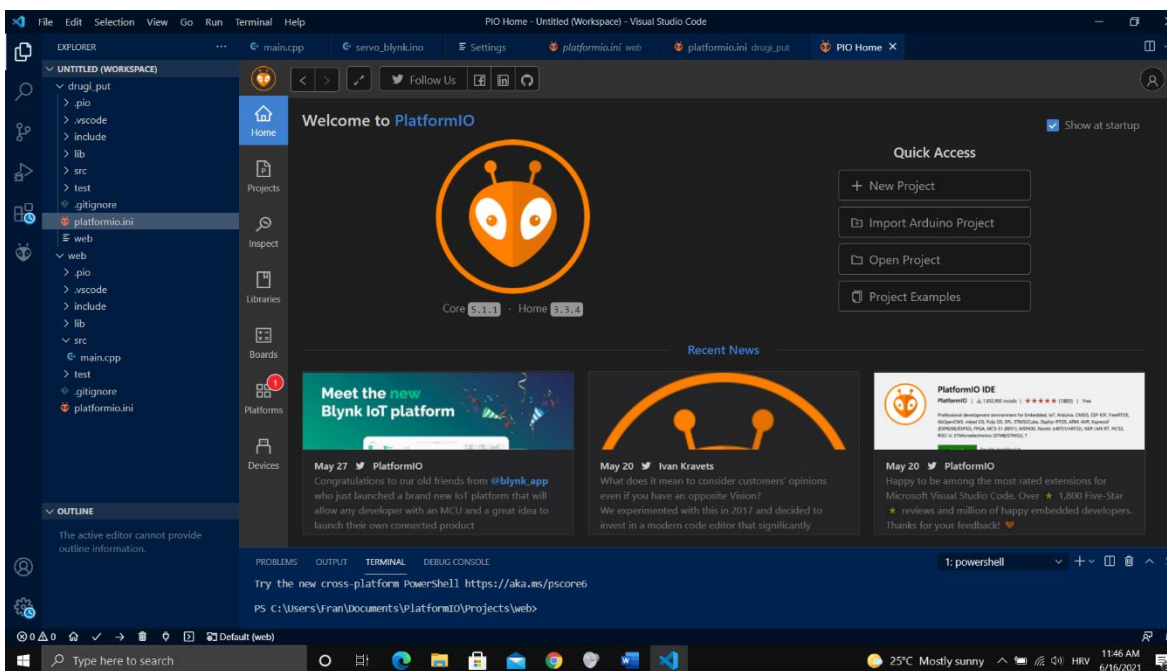 File Edit Selection View Go Run Terminal Help
PIO Home - Untitled (Workspace) - Visual Studio Code
EXPLORER
main.cpp
servo_blynk.ino
Settings
platformio.ini web
platformio.ini drugi_put
PIO Home
UNTITLED (WORKSPACE)
drugi_put
.pio
.vscode
include
lib
src
test
.gitignore
platformio.ini
web
web
.pio
.vscode
include
lib
src
main.cpp
test
.gitignore
platformio.ini
OUTLINE
The active editor cannot provide
outline information.
Follow Us
Home
Projects
Inspect
Libraries
Boards
1
Platforms
Devices
Welcome to PlatformIO
Show at startup
Core 5.1.1 · Home 3.3.4
Quick Access
New Project
Import Arduino Project
Open Project
Project Examples
Recent News
Meet the new
Blynk IoT platform
May 27 PlatformIO
Congratulations to our old friends from @blynk_app
who just launched a brand new IoT platform that will
allow any developer with an MCU and a great idea to
launch their own connected product
May 20 Ivan Kravets
What does it mean to consider customers' opinions
even if you have an opposite Vision?
We experimented with this in 2017 and decided to
invest in a modern code editor that significantly
PlatformIO IDE
PlatformIO
Free
May 20 PlatformIO
Happy to be among the most rated extensions for
Microsoft Visual Studio Code. Over 1,800 Five-Star
reviews and million of happy embedded developers.
Thanks for your feedback!
PROBLEMS OUTPUT TERMINAL DEBUG CONSOLE
1: powershell
Try the new cross-platform PowerShell https://aka.ms/pscore6
PS C:\Users\Fran\Documents\PlatformIO\Projects\web>
0 0 Default (web)
Type here to search
25°C Mostly sunny
HRV
11:46 AM
6/16/2021